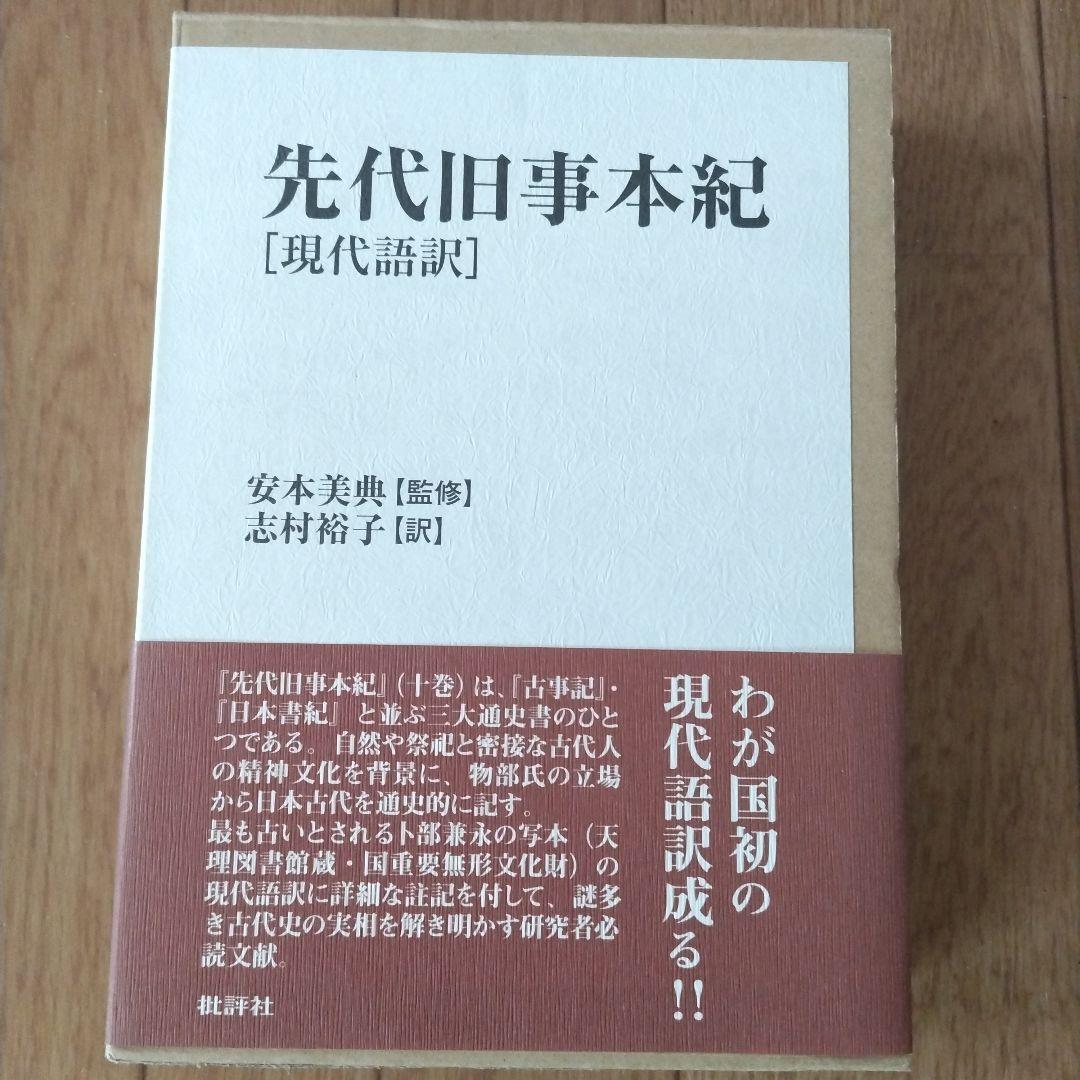 先代旧事本紀
［現代語訳］
安本美典【監修】
志村裕子【訳】
わが国初の
現代語訳成る!!
『先代旧事本紀』（十巻）は、『古事記』・
『日本書紀』と並ぶ三大通史書のひと
つである。自然や祭祀と密接な古代人
の精神文化を背景に、物部氏の立場
から日本古代を通史的に記す。
最も古いとされる卜部兼永の写本（天
理図書館蔵・国重要無形文化財）の
現代語訳に詳細な註記を付して、謎多
き古代史の実相を解き明かす研究者必
読文献。
批評社